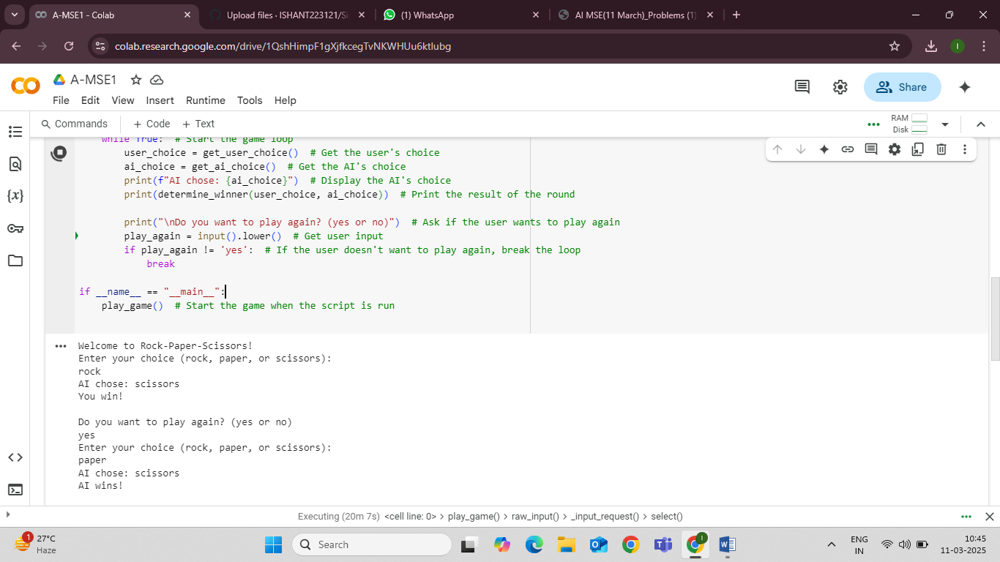 A-MSE1 - Colab
Upload files · ISHANT223121/Si
(1) WhatsApp
AI MSE(11 March)_Problems (1)
colab.research.google.com/drive/1QshHimpF1gXjfkcegTvNKWHUu6ktlubg
I
A-MSE1
File Edit View Insert Runtime Tools Help
Share
Commands + Code + Text
RAM
Disk
while True:  # Start the game loop
user_choice = get_user_choice()  # Get the user's choice
ai_choice = get_ai_choice()  # Get the AI's choice
print(f"AI chose: {ai_choice}")  # Display the AI's choice
print(determine_winner(user_choice, ai_choice))  # Print the result of the round
print("\nDo you want to play again? (yes or no)")  # Ask if the user wants to play again
play_again = input().lower()  # Get user input
if play_again != 'yes':  # If the user doesn't want to play again, break the loop
break
if __name__ == "__main__":
play_game()  # Start the game when the script is run
Welcome to Rock-Paper-Scissors!
Enter your choice (rock, paper, or scissors):
rock
AI chose: scissors
You win!
Do you want to play again? (yes or no)
yes
Enter your choice (rock, paper, or scissors):
paper
AI chose: scissors
AI wins!
Executing (20m 7s) <cell line: 0> > play_game() > raw_input() > _input_request() > select()
1
27°C
Haze
Search
I
ENG
IN
10:45
11-03-2025